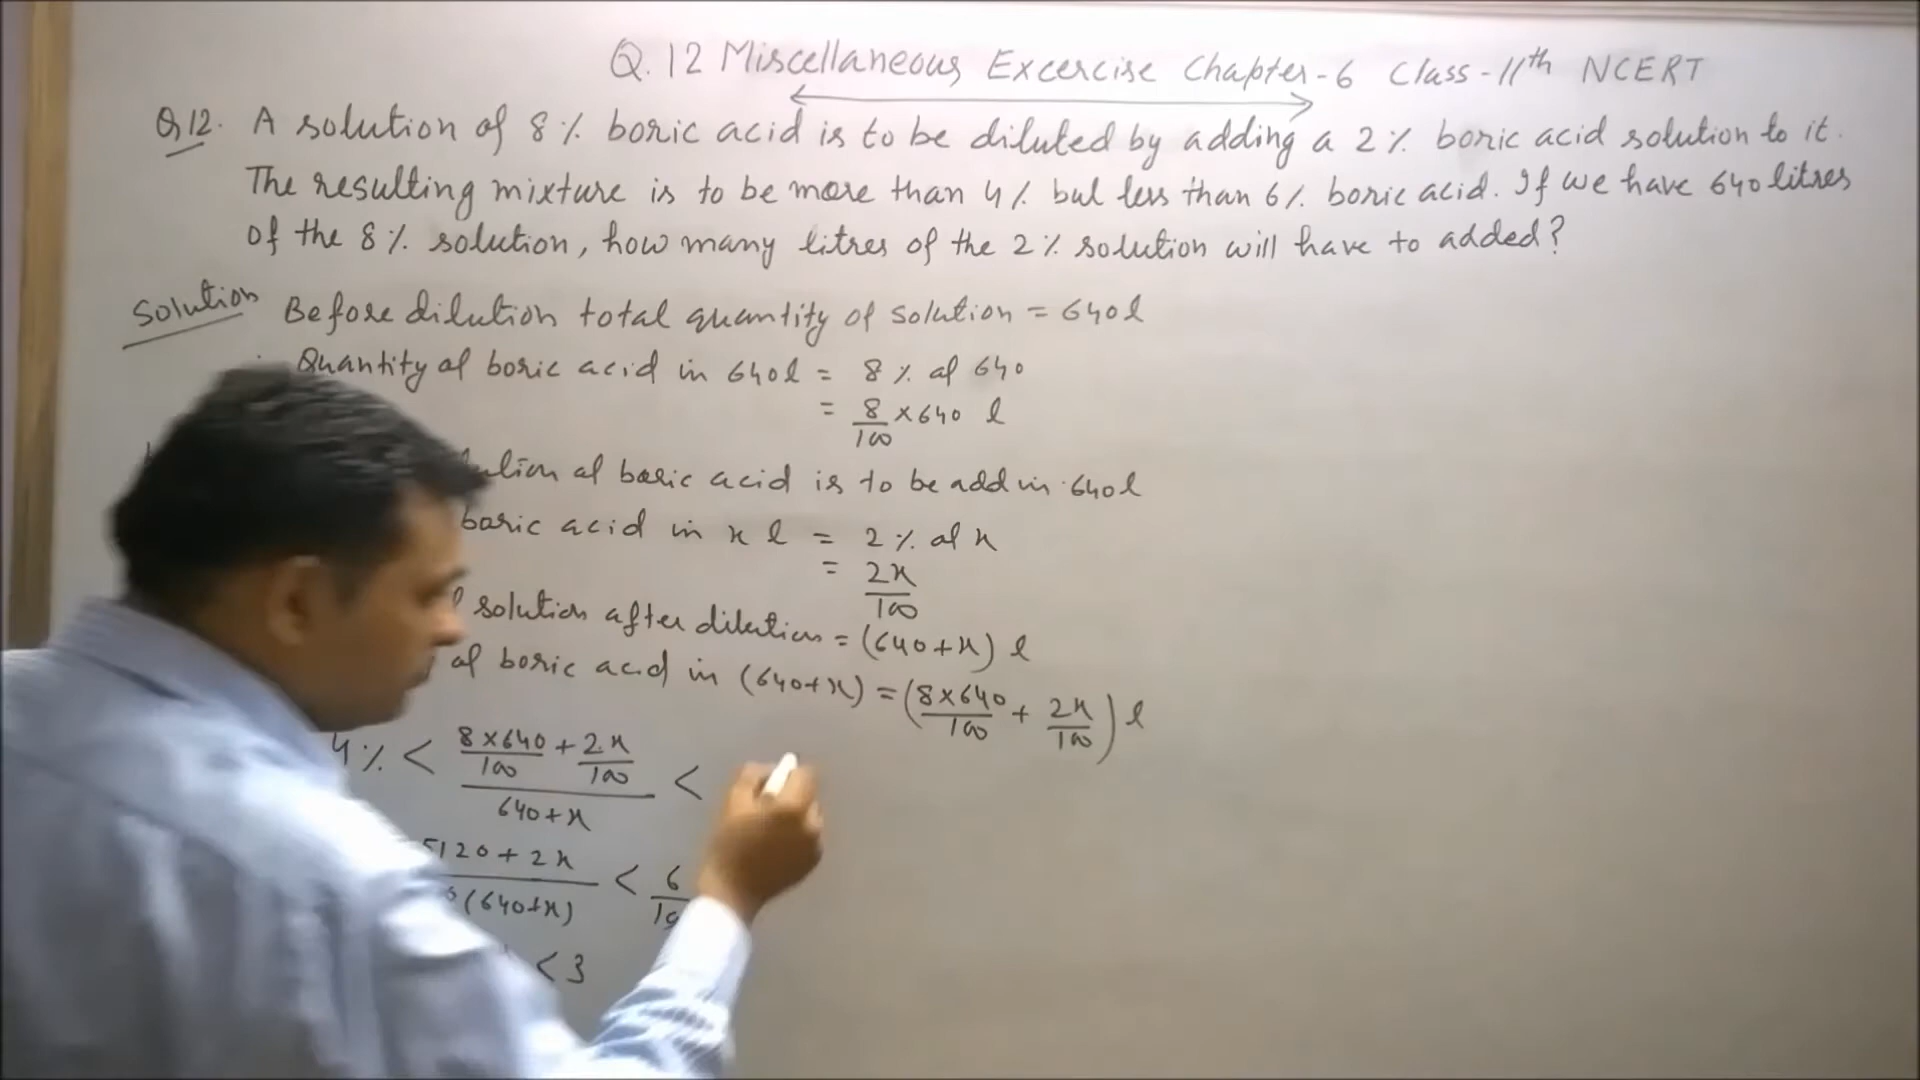 Q.12 Miscellaneous Excercise Chapter-6 Class-11th NCERT
Q12. A solution of 8% boric acid is to be diluted by adding a 2% boric acid solution to it.
The resulting mixture is to be more than 4% but less than 6% boric acid. If we have 640 litres
of the 8% solution, how many litres of the 2% solution will have to added?
Solution Before dilution total quantity of solution = 640 l
Quantity of boric acid in 640 l = 8% of 640
= 8/100 × 640 l
of boric acid is to be add in 640 l
boric acid in x l = 2% of x
= 2x/100
solution after dilution = (640+x) l
of boric acid in (640+x) = (8×640/100 + 2x/100) l
4% < (8×640/100 + 2x/100)/(640+x) <
5120+2x / (640+x) < 6/
< 3